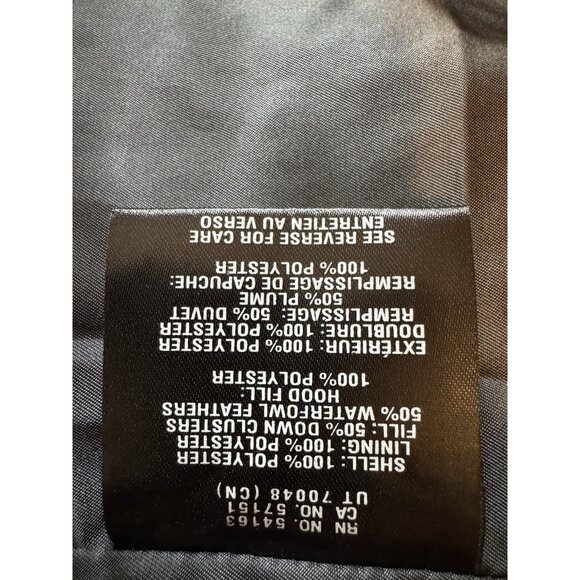 RN NO. 54163
CA NO. 57151
UT 70048 (CN)
SHELL: 100% POLYESTER
LINING: 100% POLYESTER
FILL: 50% DOWN CLUSTERS
50% WATERFOWL FEATHERS
HOOD FILL:
100% POLYESTER
EXTÉRIEUR: 100% POLYESTER
DOUBLURE: 100% POLYESTER
REMPLISSAGE: 50% DUVET
50% PLUME
REMPLISSAGE DE CAPUCHE:
100% POLYESTER
SEE REVERSE FOR CARE
ENTRETIEN AU VERSO